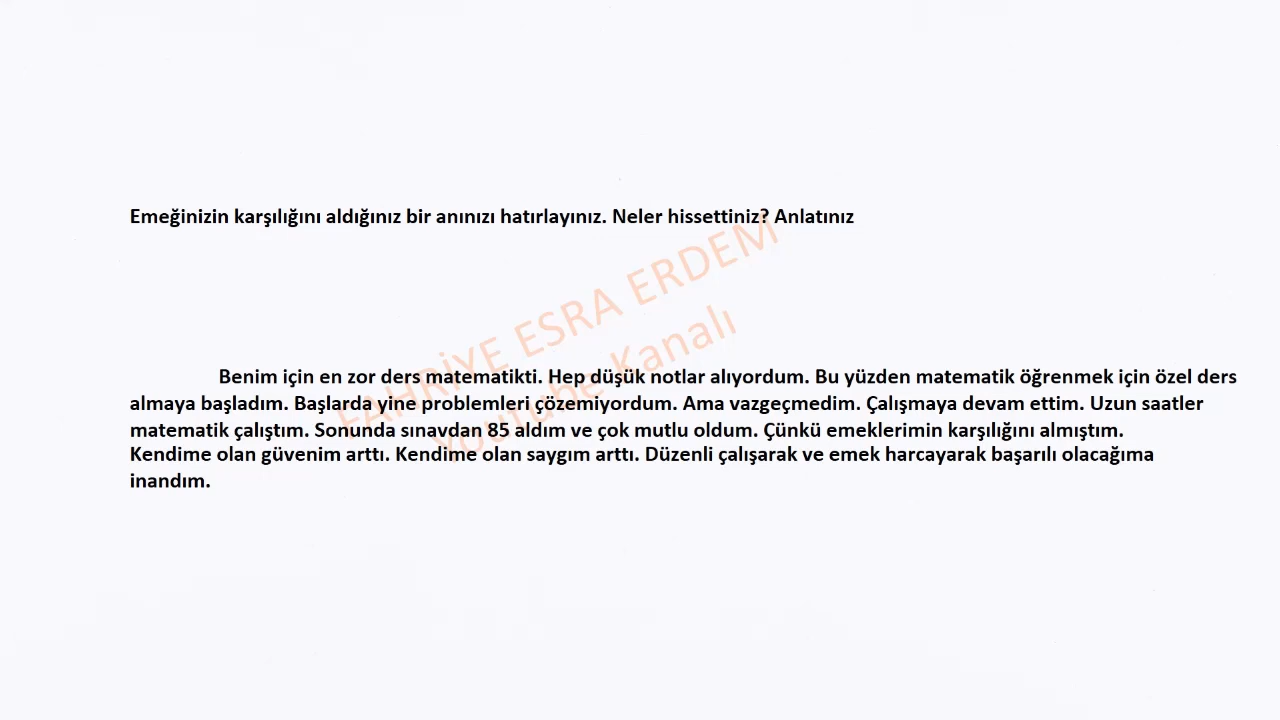 Emeğinizin karşılığını aldığınız bir anınızı hatırlayınız. Neler hissettiniz? Anlatınız
FAHRİYE ESRA ERDEM
Youtube Kanalı
Benim için en zor ders matematikti. Hep düşük notlar alıyordum. Bu yüzden matematik öğrenmek için özel ders
almaya başladım. Başlarda yine problemleri çözemiyordum. Ama vazgeçmedim. Çalışmaya devam ettim. Uzun saatler
matematik çalıştım. Sonunda sınavdan 85 aldım ve çok mutlu oldum. Çünkü emeklerimin karşılığını almıştım.
Kendime olan güvenim arttı. Kendime olan saygım arttı. Düzenli çalışarak ve emek harcayarak başarılı olacağıma
inandım.